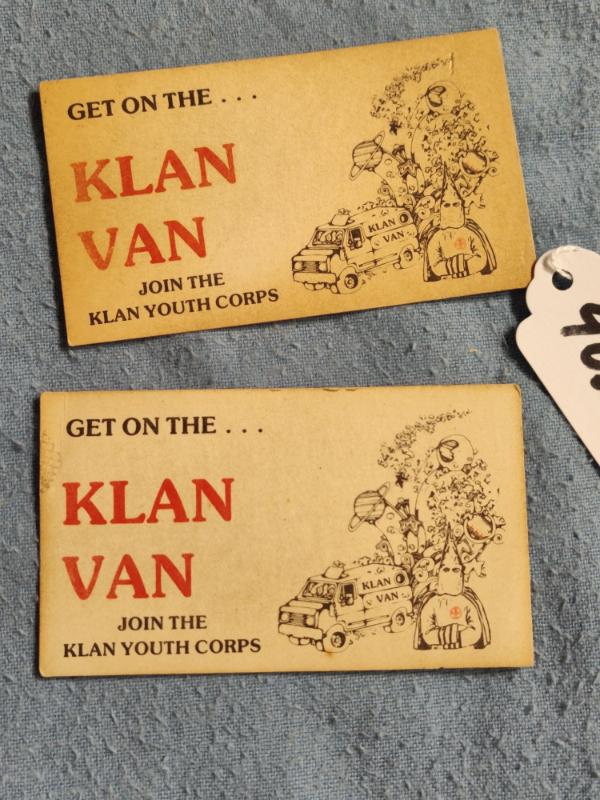 GET ON THE . . .
KLAN
VAN
JOIN THE
KLAN YOUTH CORPS
KLAN
VAN
GET ON THE . . .
KLAN
VAN
JOIN THE
KLAN YOUTH CORPS
KLAN
VAN